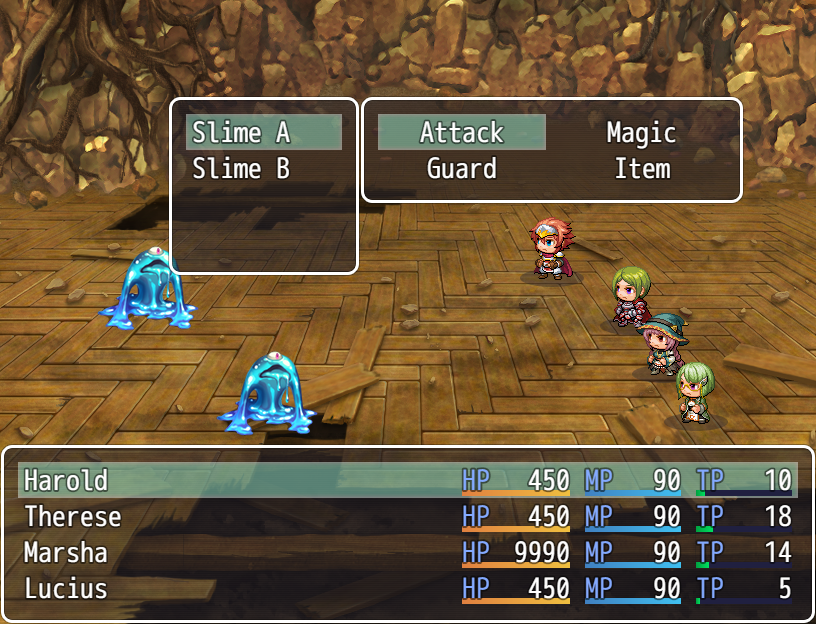 Slime A
Slime B
Attack Magic
Guard Item
Harold HP 450 MP 90 TP 10
Therese HP 450 MP 90 TP 18
Marsha HP 9990 MP 90 TP 14
Lucius HP 450 MP 90 TP 5